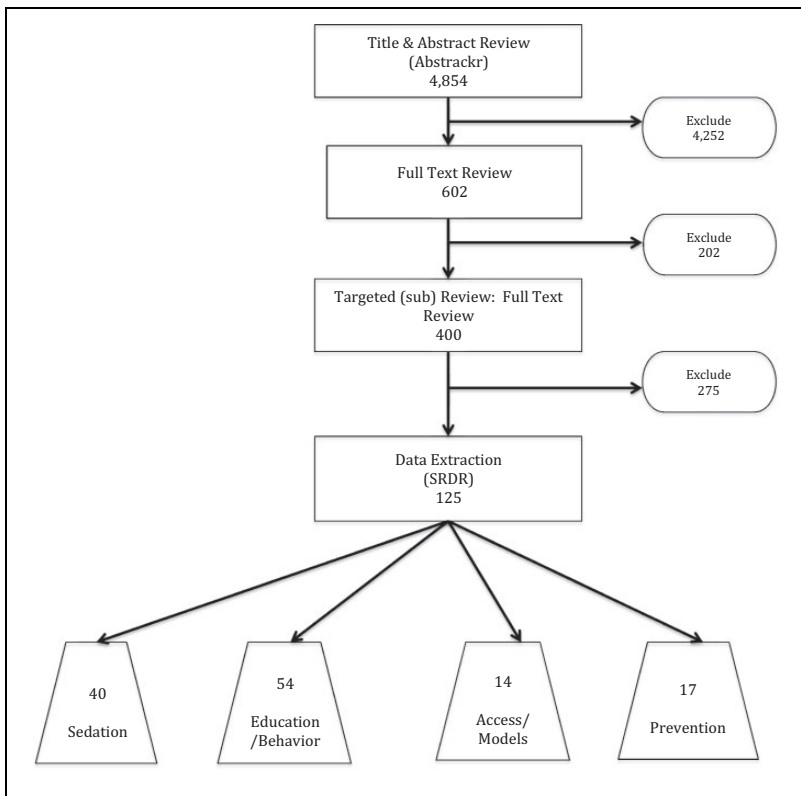 Title & Abstract Review
(Abstrackr)
4,854
Exclude
4,252
Full Text Review
602
Exclude
202
Targeted (sub) Review: Full Text
Review
400
Exclude
275
Data Extraction
(SRDR)
125
40
Sedation
54
Education
/Behavior
14
Access/
Models
17
Prevention